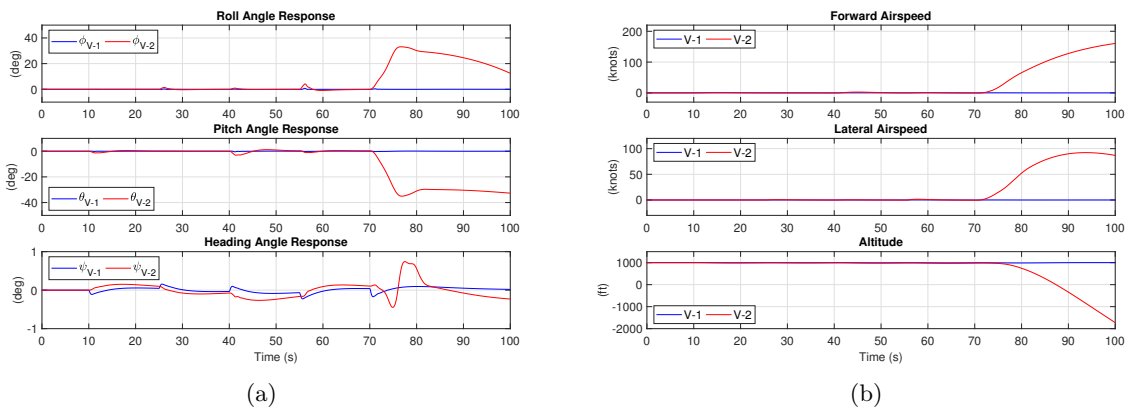 Roll Angle Response
(deg)
40
20
0
ϕV-1 ϕV-2
0 10 20 30 40 50 60 70 80 90 100
Pitch Angle Response
(deg)
0
-20
-40
θV-1 θV-2
0 10 20 30 40 50 60 70 80 90 100
Heading Angle Response
(deg)
1
0
-1
ψV-1 ψV-2
0 10 20 30 40 50 60 70 80 90 100
Time (s)
(a)
Forward Airspeed
(knots)
200
100
0
V-1 V-2
0 10 20 30 40 50 60 70 80 90 100
Lateral Airspeed
(knots)
100
50
0
V-1 V-2
0 10 20 30 40 50 60 70 80 90 100
Altitude
(ft)
1000
0
-1000
-2000
V-1 V-2
0 10 20 30 40 50 60 70 80 90 100
Time (s)
(b)